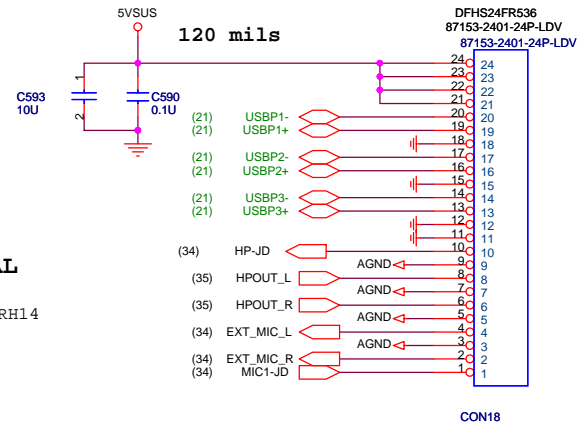 5VSUS
120 mils
DFHS24FR536
87153-2401-24P-LDV
87153-2401-24P-LDV
C593
10U
1
2
C590
0.1U
24 24
23 23
22 22
21 21
(21) USBP1- 20 20
(21) USBP1+ 19 19
18 18
(21) USBP2- 17 17
(21) USBP2+ 16 16
15 15
(21) USBP3- 14 14
(21) USBP3+ 13 13
12 12
11 11
(34) HP-JD 10 10
AGND 9 9
(35) HPOUT_L 8 8
AGND 7 7
(35) HPOUT_R 6 6
AGND 5 5
(34) EXT_MIC_L 4 4
AGND 3 3
(34) EXT_MIC_R 2 2
(34) MIC1-JD 1 1
AL
RH14
CON18